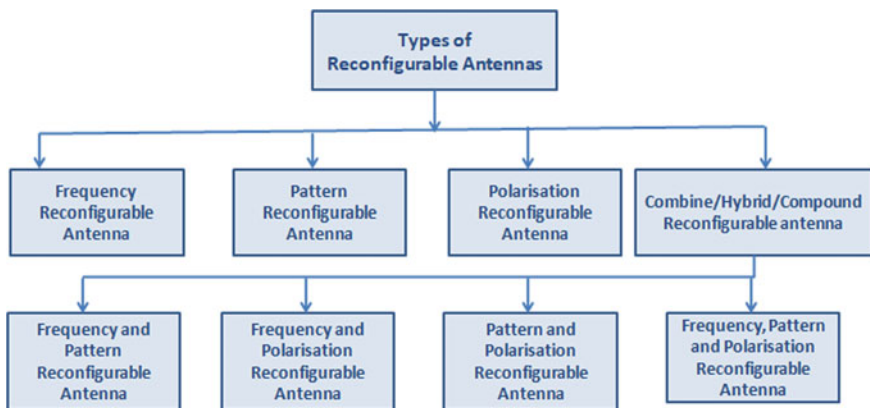 Types of
Reconfigurable Antennas
Frequency
Reconfigurable
Antenna
Pattern
Reconfigurable
Antenna
Polarisation
Reconfigurable
Antenna
Combine/Hybrid/Compound
Reconfigurable antenna
Frequency and
Pattern
Reconfigurable
Antenna
Frequency and
Polarisation
Reconfigurable
Antenna
Pattern and
Polarisation
Reconfigurable
Antenna
Frequency, Pattern
and Polarisation
Reconfigurable
Antenna